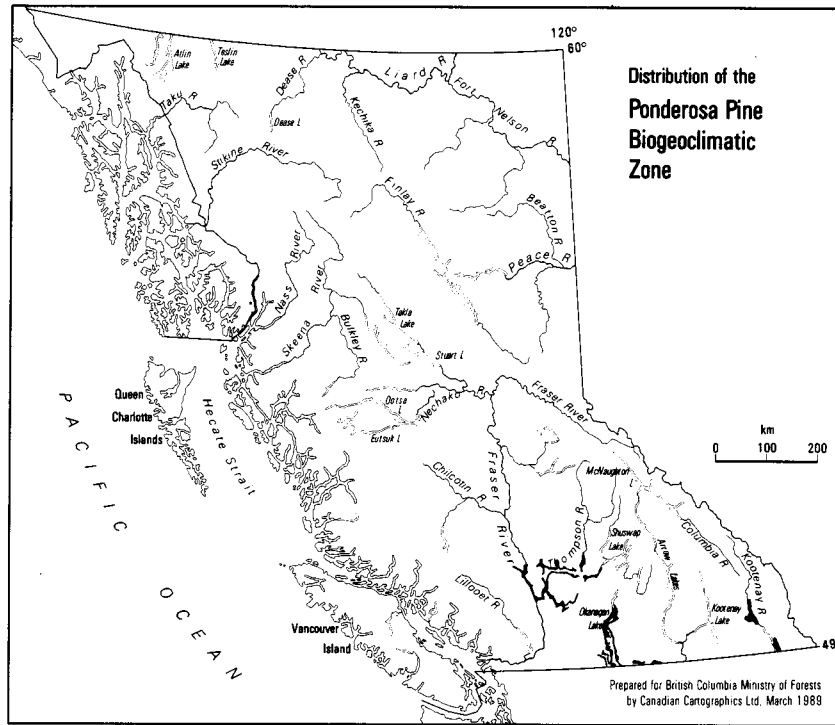 120°
60°
Distribution of the
Ponderosa Pine
Biogeoclimatic
Zone
Atlin
Lake
Teslin
Lake
Taku R
Dease R
Dease L
Liard R
Fort Nelson R
Kechika R
Stikine River
Finlay R
Beatton R
Peace R
Nass River
Skeena River
Bulkley R
Takla
Lake
Stuart L
Queen
Charlotte
Islands
Hecate Strait
PACIFIC OCEAN
Ootsa
L
Eutsuk L
Nechako R
Fraser River
Fraser River
Chilcotin R
McNaughton
L
km
0 100 200
Thompson R
Shuswap
Lake
Columbia R
Kootenay R
Arrow Lakes
Lillooet R
Okanagan
Lake
Kootenay
Lake
Vancouver
Island
49
Prepared for British Columbia Ministry of Forests
by Canadian Cartographics Ltd. March 1989